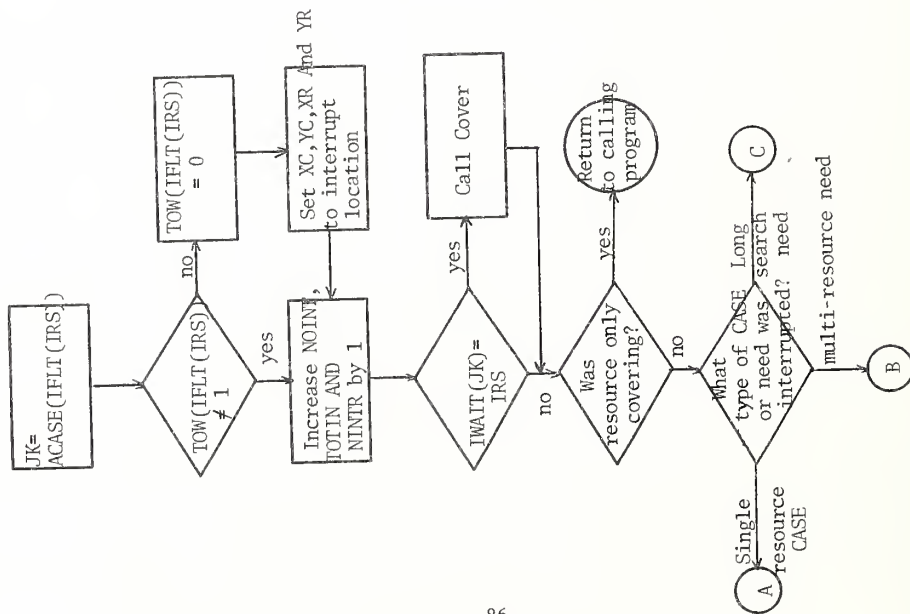 JK=
ACASE(IFLT(IRS))
TOW(IFLT(IRS))
≠ 1
no
TOW(IFLT(IRS))
= 0
yes
Set XC,YC,XR And YR
to interrupt
location
Increase NOINT,
TOTIN AND
NINTR by 1
IWAIT(JK)=
IRS
yes
Call Cover
no
Was
resource only
covering?
yes
Return
to calling
program
no
What
type of CASE
or need was
interrupted?
Long
search
need
C
Single
resource
CASE
A
multi-resource need
B
86